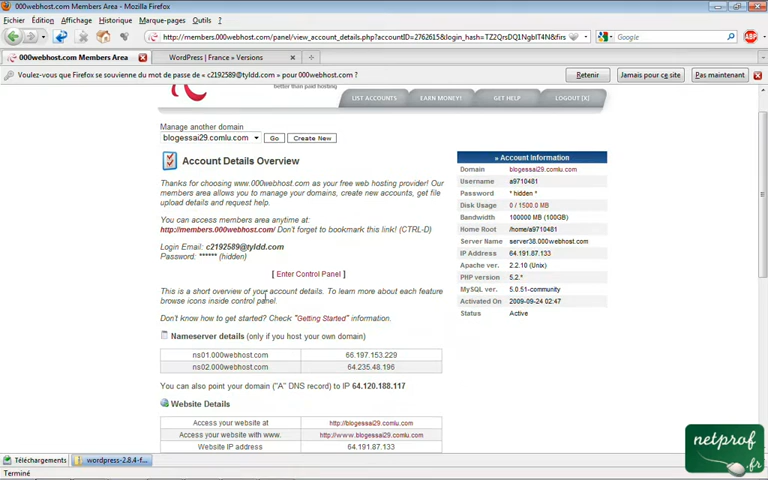 000webhost.com Members Area - Mozilla Firefox
Fichier Édition Affichage Historique Marque-pages Outils ?
http://members.000webhost.com/panel/view_account_details.php?accountID=2762615&login_hash=TZ2QrsDQ1NgblT4N&firs
Google
ABP
000webhost.com Members Area
WordPress | France » Versions
Voulez-vous que Firefox se souvienne du mot de passe de « c2192589@tyldd.com » pour 000webhost.com ?
Retenir
Jamais pour ce site
Pas maintenant
better than paid hosting
LIST ACCOUNTS
EARN MONEY!
GET HELP
LOGOUT (X)
Manage another domain
blogessai29.comlu.com
Go
Create New
Account Details Overview
Thanks for choosing www.000webhost.com as your free web hosting provider! Our
members area allows you to manage your domains, create new accounts, get file
upload details and request help.
You can access members area anytime at:
http://members.000webhost.com/ Don't forget to bookmark this link! (CTRL-D)
Login Email: c2192589@tyldd.com
Password: ****** (hidden)
[ Enter Control Panel ]
This is a short overview of your account details. To learn more about each feature
browse icons inside control panel.
Don't know how to get started? Check "Getting Started" information.
Nameserver details (only if you host your own domain)
ns01.000webhost.com 66.197.153.229
ns02.000webhost.com 64.235.48.196
You can also point your domain ("A" DNS record) to IP 64.120.188.117
Website Details
Access your website at http://blogessai29.comlu.com
Access your website with www. http://www.blogessai29.comlu.com
Website IP address 64.191.87.133
» Account Information
Domain blogessai29.comlu.com
Username a9710481
Password * hidden *
Disk Usage 0 / 1500.0 MB
Bandwidth 100000 MB (100GB)
Home Root /home/a9710481
Server Name server38.000webhost.com
IP Address 64.191.87.133
Apache ver. 2.2.10 (Unix)
PHP version 5.2.*
MySQL ver. 5.0.51-community
Activated On 2009-09-24 02:47
Status Active
Téléchargements
wordpress-2.8.4-f...
Terminé
netprof
.fr